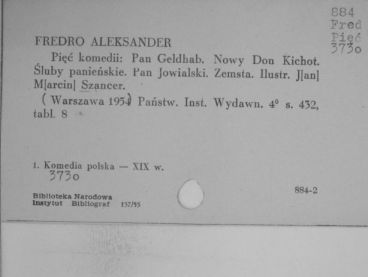 884
Fred
Pięć
3730
FREDRO ALEKSANDER
Pięć komedii: Pan Geldhab. Nowy Don Kichot.
Śluby panieńskie. Pan Jowialski. Zemsta. Ilustr. J|an|
M|arcin| Szancer.
(Warszawa 1954) Państw. Inst. Wydawn. 4° s. 432,
tabl. 8
1. Komedia polska — XIX w.
3730
884-2
Biblioteka Narodowa
Instytut Bibliograf 157/55